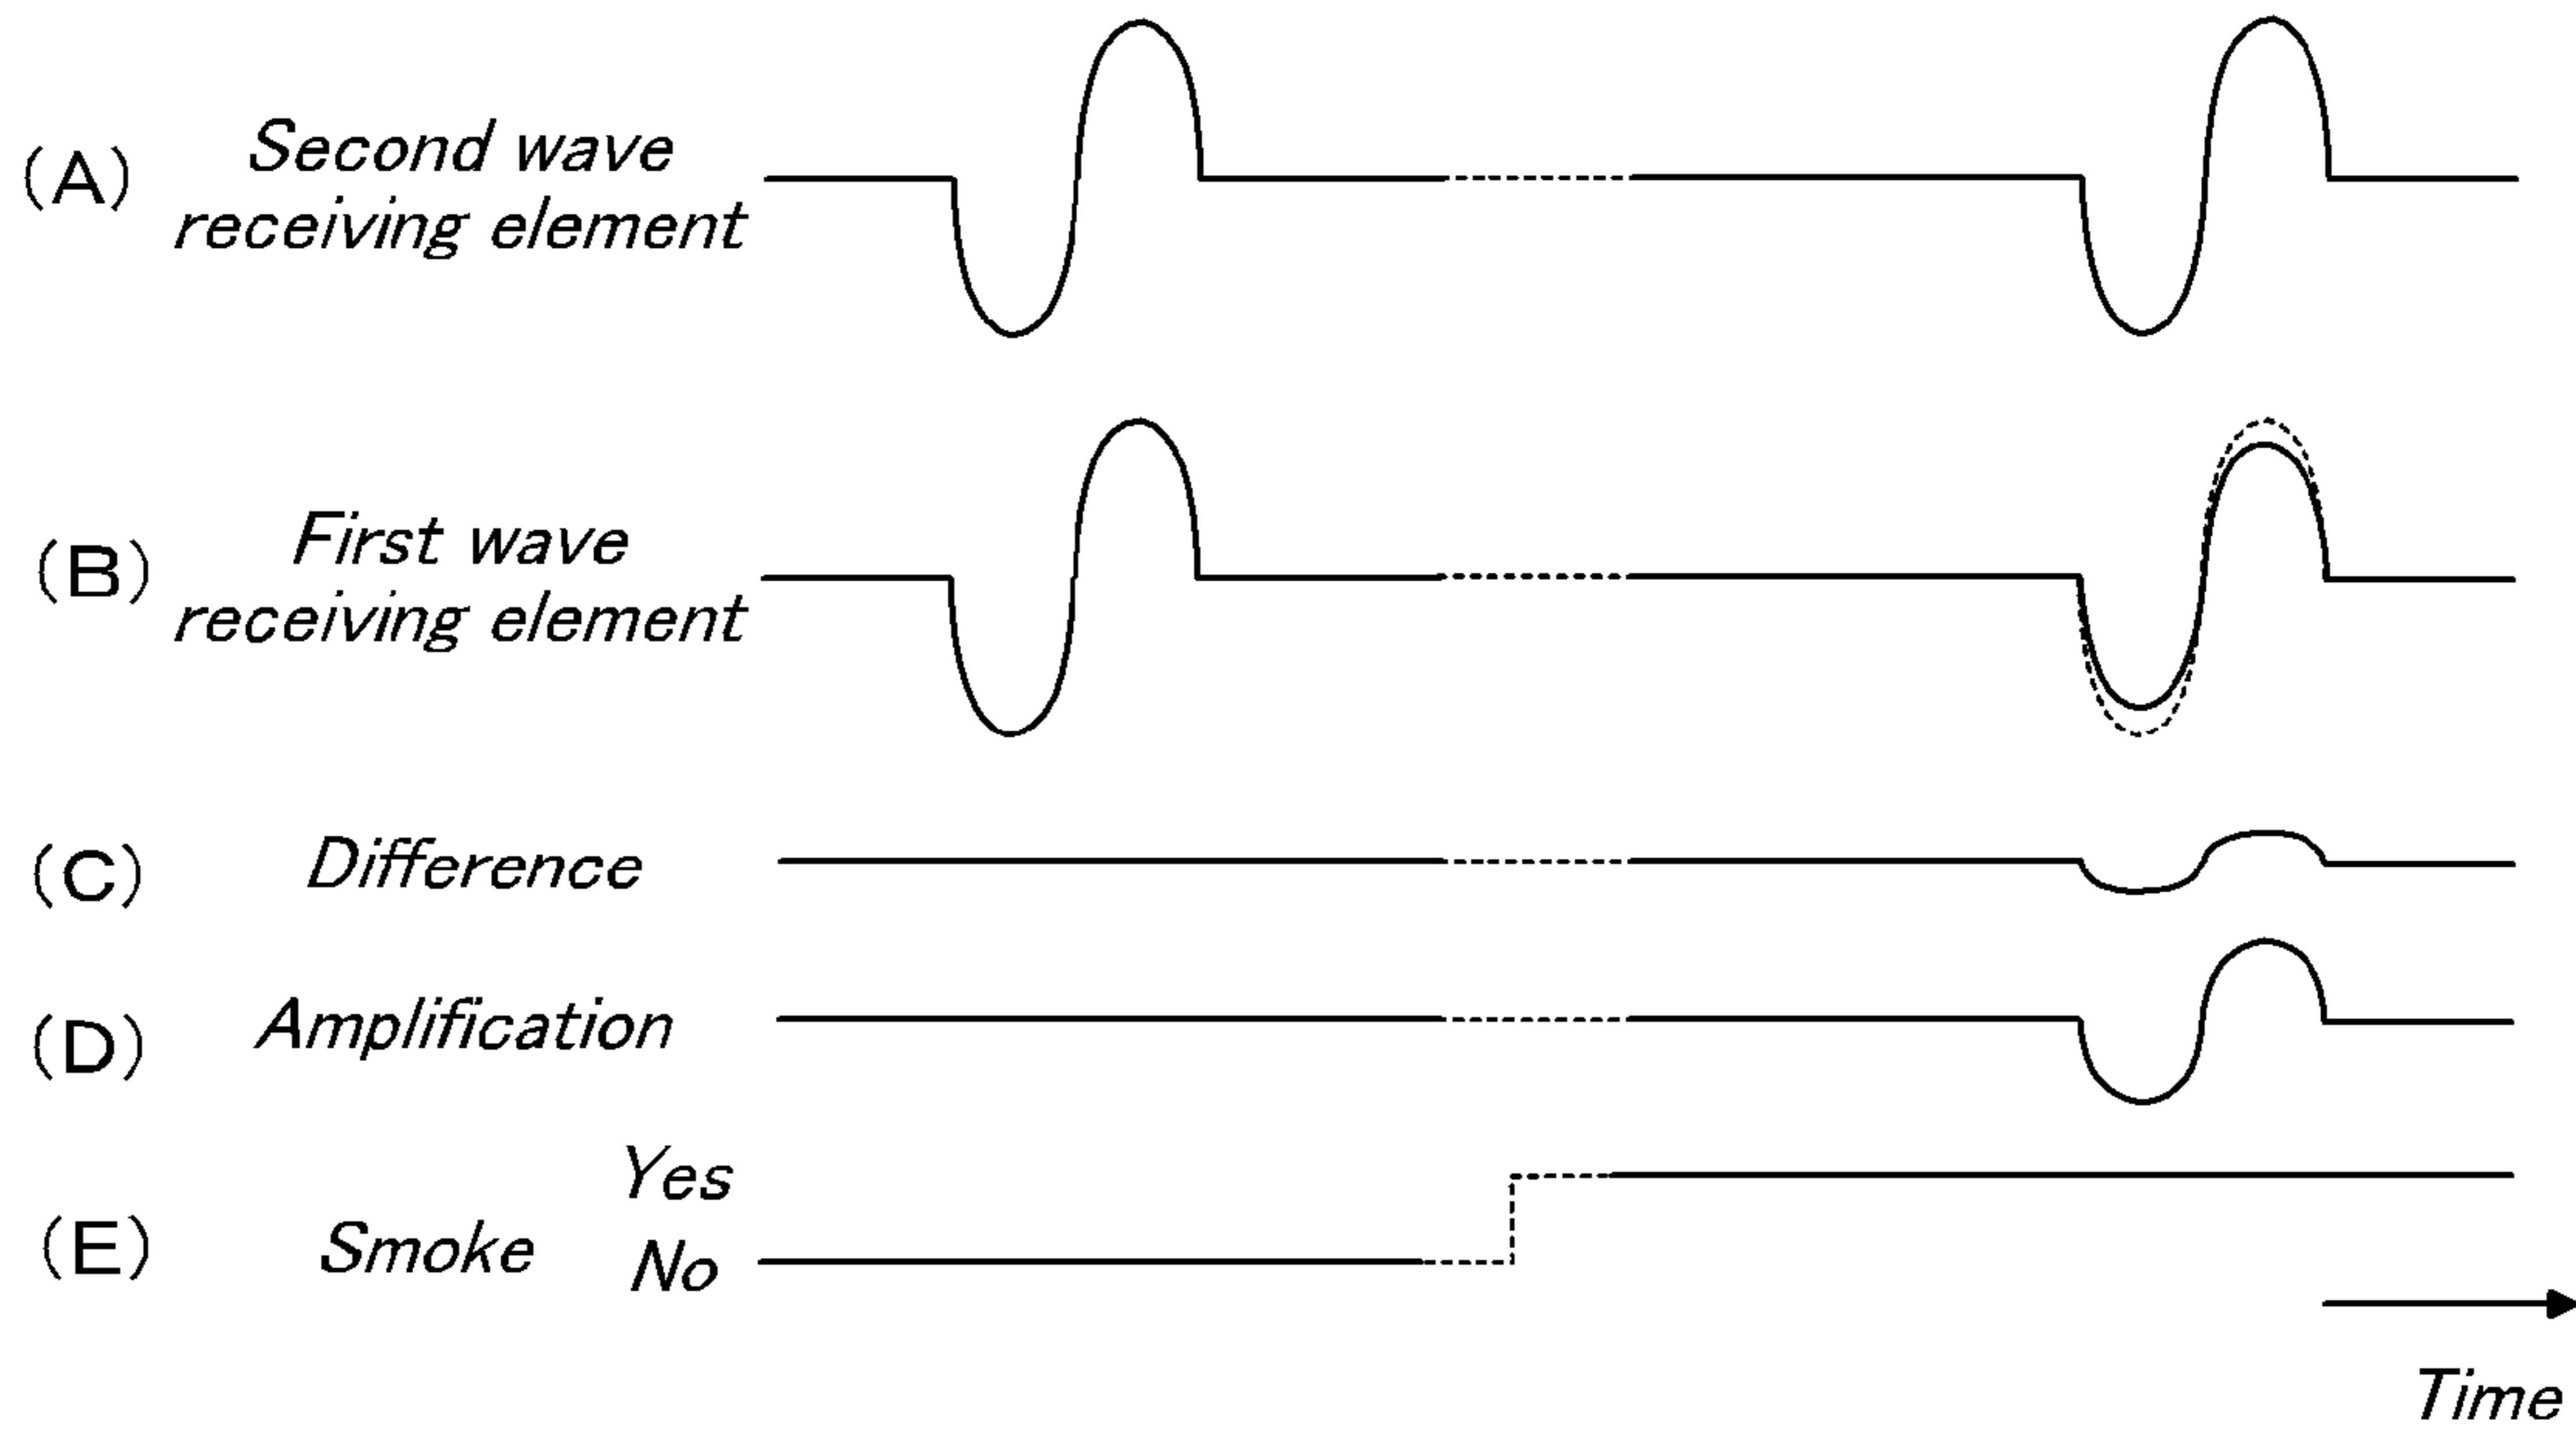 (A) Second wave
receiving element
(B) First wave
receiving element
(C) Difference
(D) Amplification
(E) Smoke Yes
No
Time